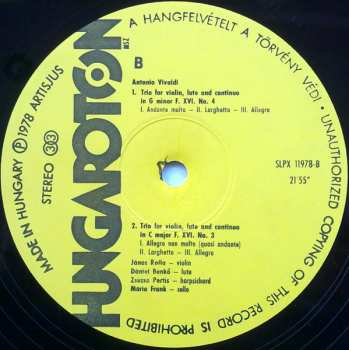 A HANGFELVÉTELT A TÖRVÉNY VÉDI · UNAUTHORIZED COPYING OF THIS RECORD IS PROHIBITED
MADE IN HUNGARY Ⓟ 1978 ARTISJUS
STEREO 33
HUNGAROTON
MSZ
B
Antonio Vivaldi
1. Trio for violin, lute and continuo
in G minor F. XVI. No. 4
I. Andante molto – II. Larghetto – III. Allegro
SLPX 11978-B
21'55"
2. Trio for violin, lute and continuo
in C major F. XVI. No. 3
I. Allegro non molto (quasi andante)
II. Larghetto – III. Allegro
János Rolla – violin
Dániel Benkő – lute
Zsuzsa Pertis – harpsichord
Mária Frank – cello